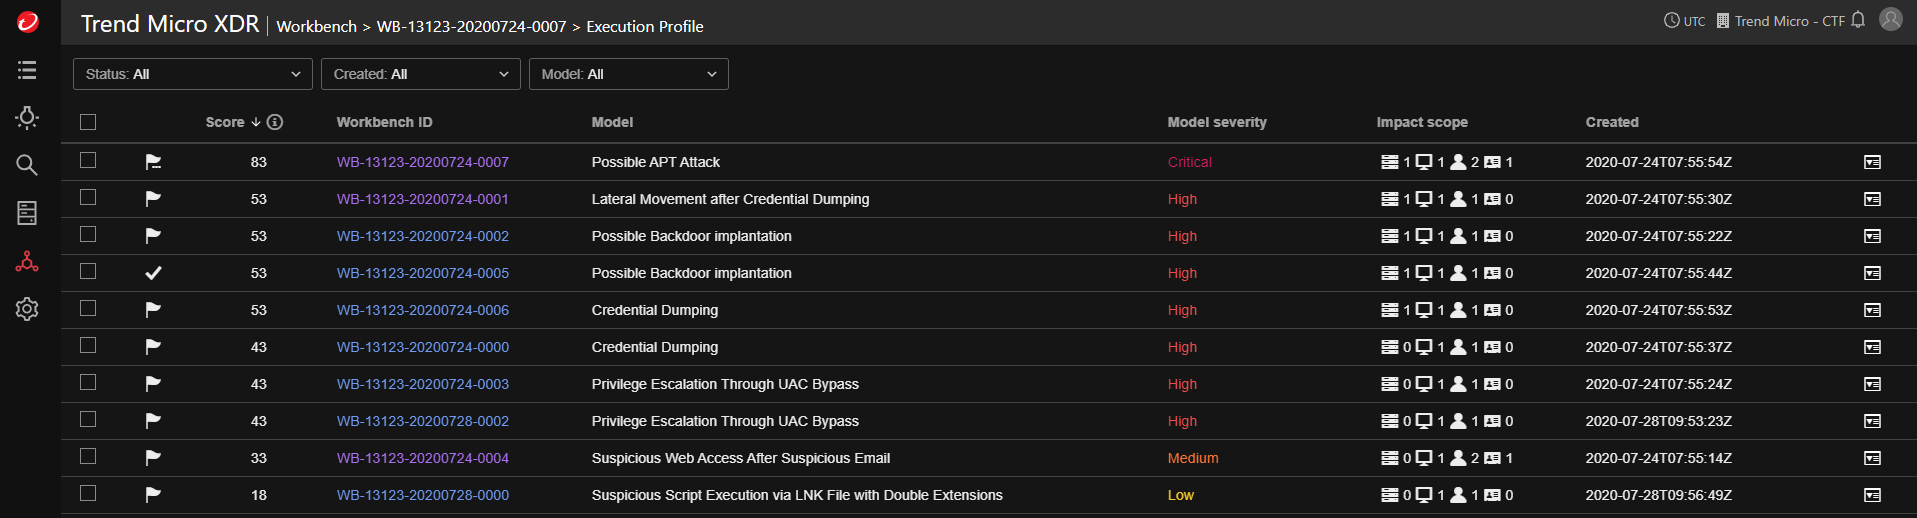 Trend Micro XDR | Workbench > WB-13123-20200724-0007 > Execution Profile UTC Trend Micro - CTF
Status: All Created: All Model: All
Score Workbench ID Model Model severity Impact scope Created
83 WB-13123-20200724-0007 Possible APT Attack Critical 1 1 2 1 2020-07-24T07:55:54Z
53 WB-13123-20200724-0001 Lateral Movement after Credential Dumping High 1 1 1 0 2020-07-24T07:55:30Z
53 WB-13123-20200724-0002 Possible Backdoor implantation High 1 1 1 0 2020-07-24T07:55:22Z
53 WB-13123-20200724-0005 Possible Backdoor implantation High 1 1 1 0 2020-07-24T07:55:44Z
53 WB-13123-20200724-0006 Credential Dumping High 1 1 1 0 2020-07-24T07:55:53Z
43 WB-13123-20200724-0000 Credential Dumping High 0 1 1 0 2020-07-24T07:55:37Z
43 WB-13123-20200724-0003 Privilege Escalation Through UAC Bypass High 0 1 1 0 2020-07-24T07:55:24Z
43 WB-13123-20200728-0002 Privilege Escalation Through UAC Bypass High 0 1 1 0 2020-07-28T09:53:23Z
33 WB-13123-20200724-0004 Suspicious Web Access After Suspicious Email Medium 0 1 2 1 2020-07-24T07:55:14Z
18 WB-13123-20200728-0000 Suspicious Script Execution via LNK File with Double Extensions Low 0 1 1 0 2020-07-28T09:56:49Z